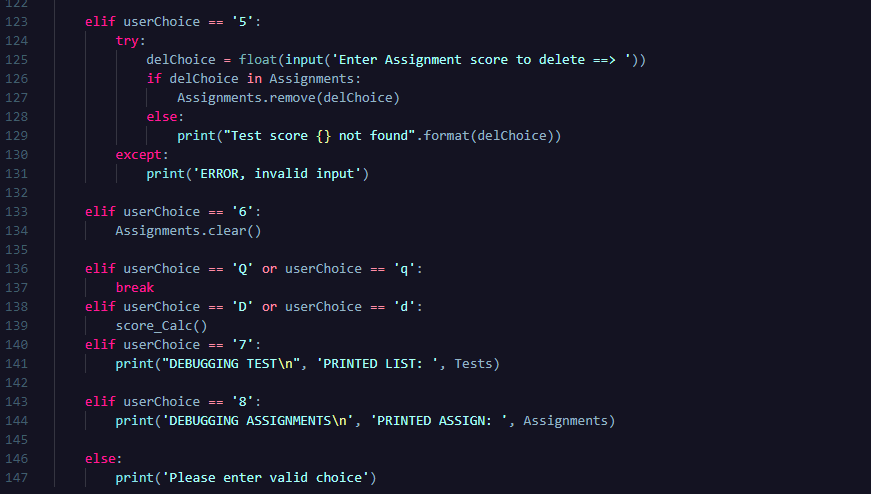 122
123 elif userChoice == '5':
124 try:
125 delChoice = float(input('Enter Assignment score to delete ==> '))
126 if delChoice in Assignments:
127 Assignments.remove(delChoice)
128 else:
129 print("Test score {} not found".format(delChoice))
130 except:
131 print('ERROR, invalid input')
132
133 elif userChoice == '6':
134 Assignments.clear()
135
136 elif userChoice == 'Q' or userChoice == 'q':
137 break
138 elif userChoice == 'D' or userChoice == 'd':
139 score_Calc()
140 elif userChoice == '7':
141 print("DEBUGGING TEST\n", 'PRINTED LIST: ', Tests)
142
143 elif userChoice == '8':
144 print('DEBUGGING ASSIGNMENTS\n', 'PRINTED ASSIGN: ', Assignments)
145
146 else:
147 print('Please enter valid choice')